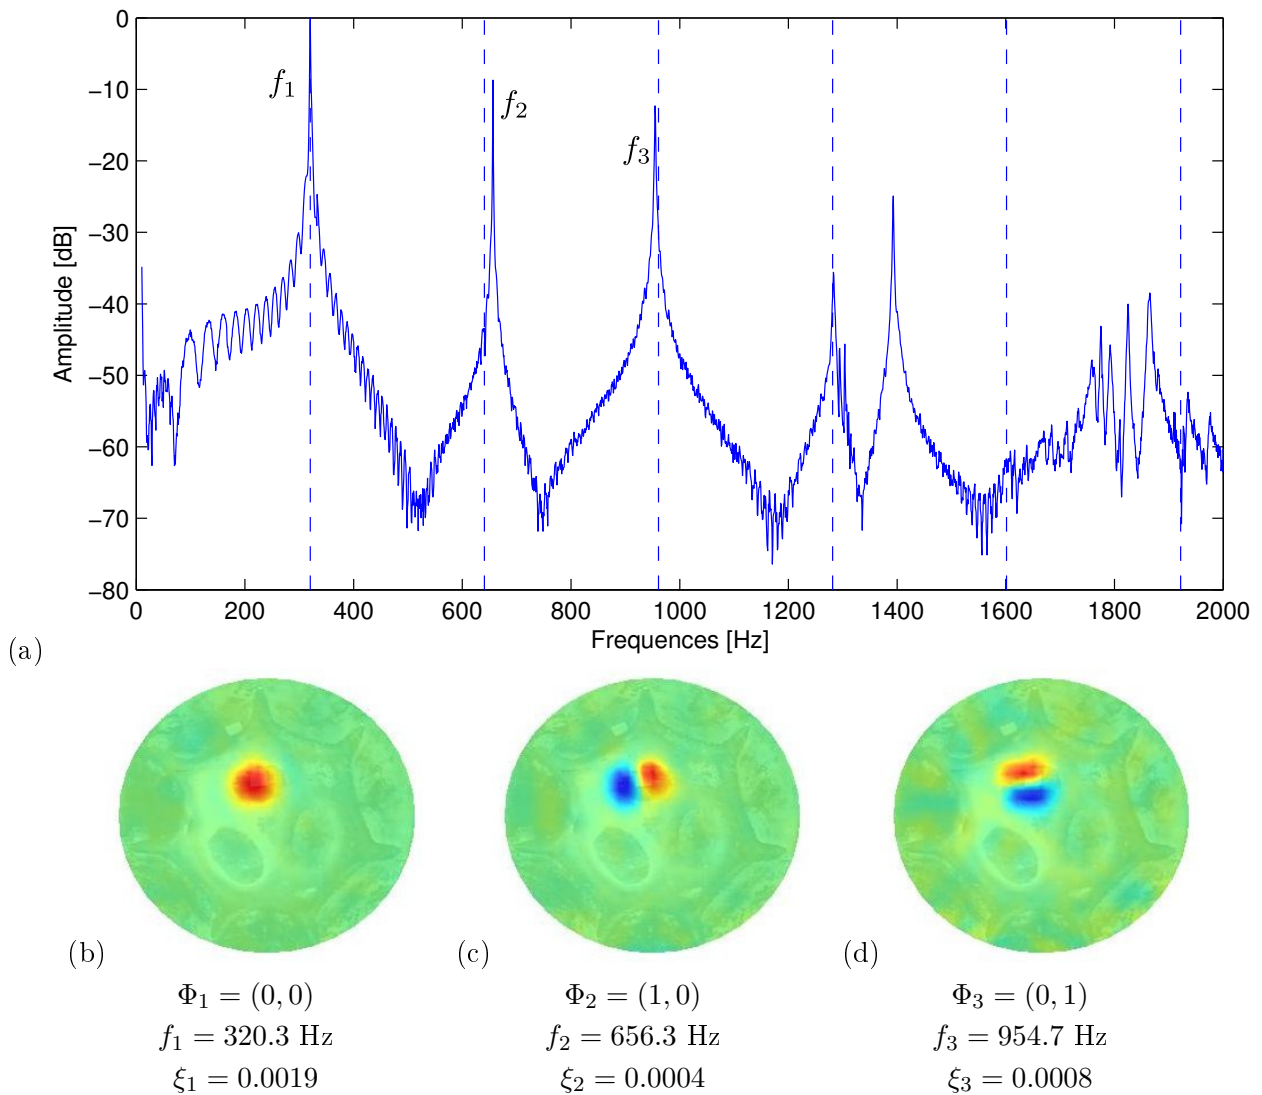 0
−10
−20
−30
−40
−50
−60
−70
−80
Amplitude [dB]
f₁
f₂
f₃
0 200 400 600 800 1000 1200 1400 1600 1800 2000
Frequences [Hz]
(a)
(b) (c) (d)
Φ₁ = (0, 0) Φ₂ = (1, 0) Φ₃ = (0, 1)
f₁ = 320.3 Hz f₂ = 656.3 Hz f₃ = 954.7 Hz
ξ₁ = 0.0019 ξ₂ = 0.0004 ξ₃ = 0.0008